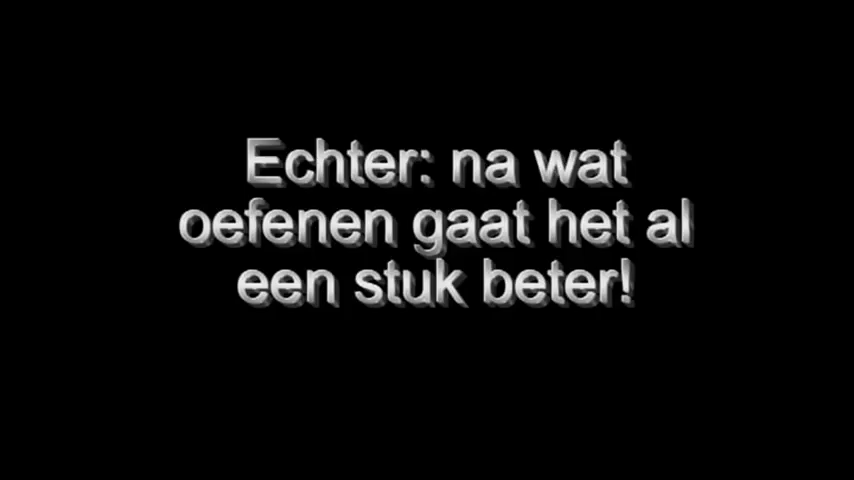 Echter: na wat
oefenen gaat het al
een stuk beter!